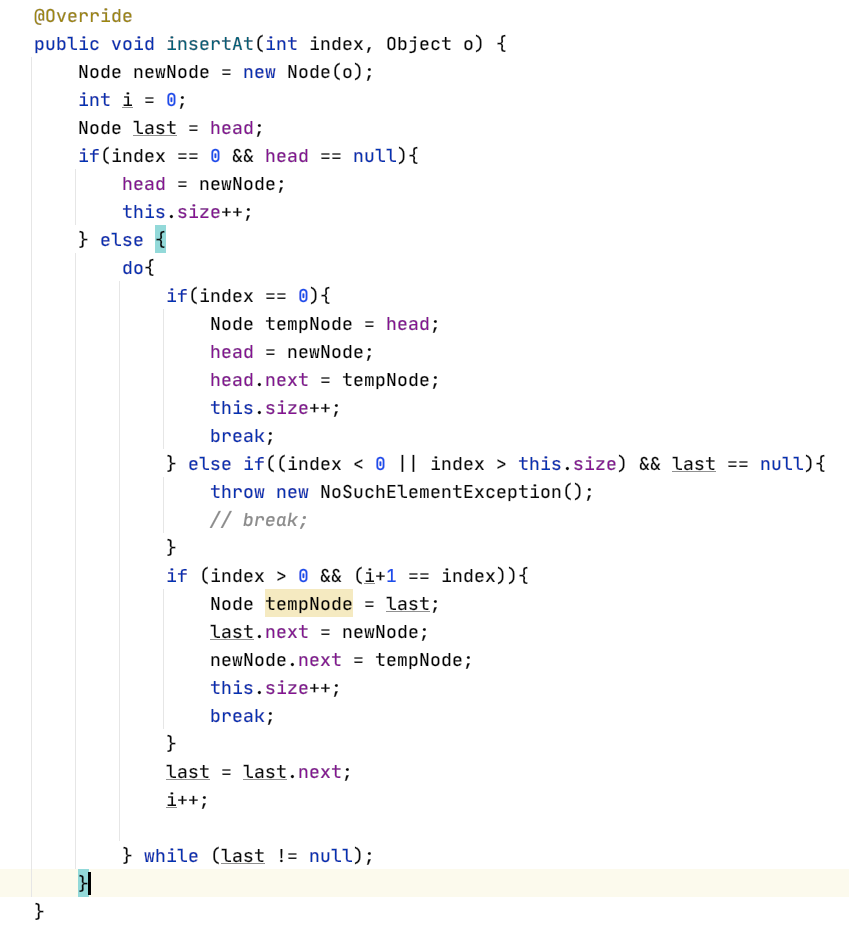 @Override
public void insertAt(int index, Object o) {
    Node newNode = new Node(o);
    int i = 0;
    Node last = head;
    if(index == 0 && head == null){
        head = newNode;
        this.size++;
    } else {
        do{
            if(index == 0){
                Node tempNode = head;
                head = newNode;
                head.next = tempNode;
                this.size++;
                break;
            } else if((index < 0 || index > this.size) && last == null){
                throw new NoSuchElementException();
                // break;
            }
            if (index > 0 && (i+1 == index)){
                Node tempNode = last;
                last.next = newNode;
                newNode.next = tempNode;
                this.size++;
                break;
            }
            last = last.next;
            i++;

        } while (last != null);
    }
}